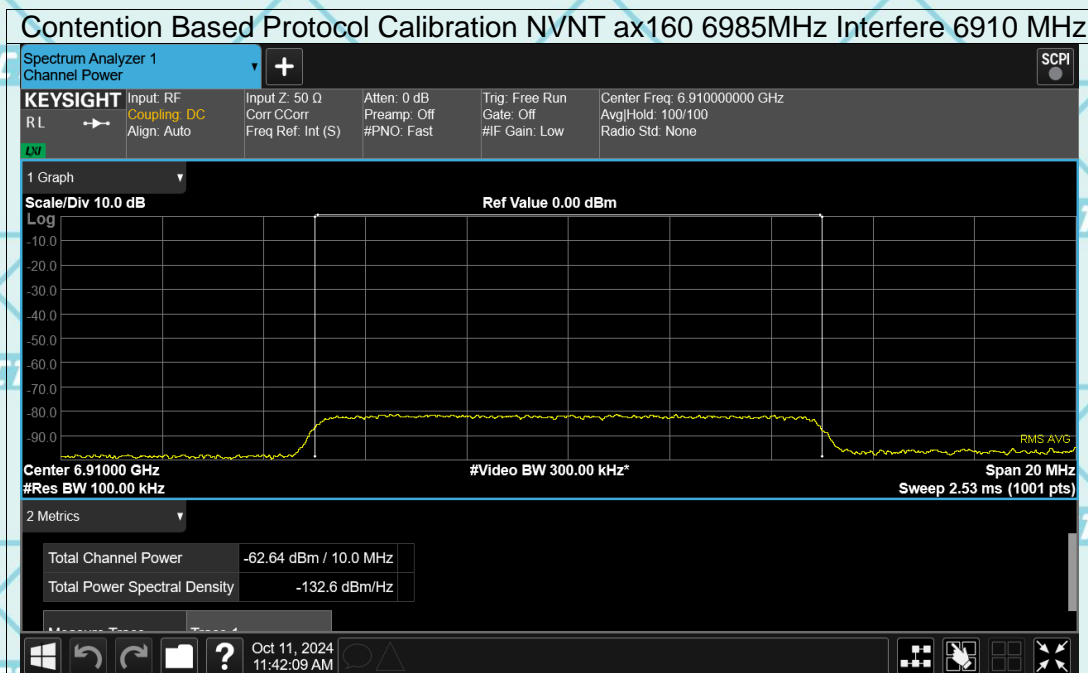 Contention Based Protocol Calibration NVNT ax160 6985MHz Interfere 6910 MHz
Spectrum Analyzer 1
Channel Power
+
SCPI
KEYSIGHT Input: RF Input Z: 50 Ω Atten: 0 dB Trig: Free Run Center Freq: 6.910000000 GHz
RL Coupling: DC Corr CCorr Preamp: Off Gate: Off Avg|Hold: 100/100
Align: Auto Freq Ref: Int (S) #PNO: Fast #IF Gain: Low Radio Std: None
LXI
1 Graph
Scale/Div 10.0 dB Ref Value 0.00 dBm
Log
-10.0
-20.0
-30.0
-40.0
-50.0
-60.0
-70.0
-80.0
-90.0
RMS AVG
Center 6.91000 GHz #Video BW 300.00 kHz* Span 20 MHz
#Res BW 100.00 kHz Sweep 2.53 ms (1001 pts)
2 Metrics
Total Channel Power -62.64 dBm / 10.0 MHz
Total Power Spectral Density -132.6 dBm/Hz
Measure Trace Trace 1
? Oct 11, 2024
11:42:09 AM